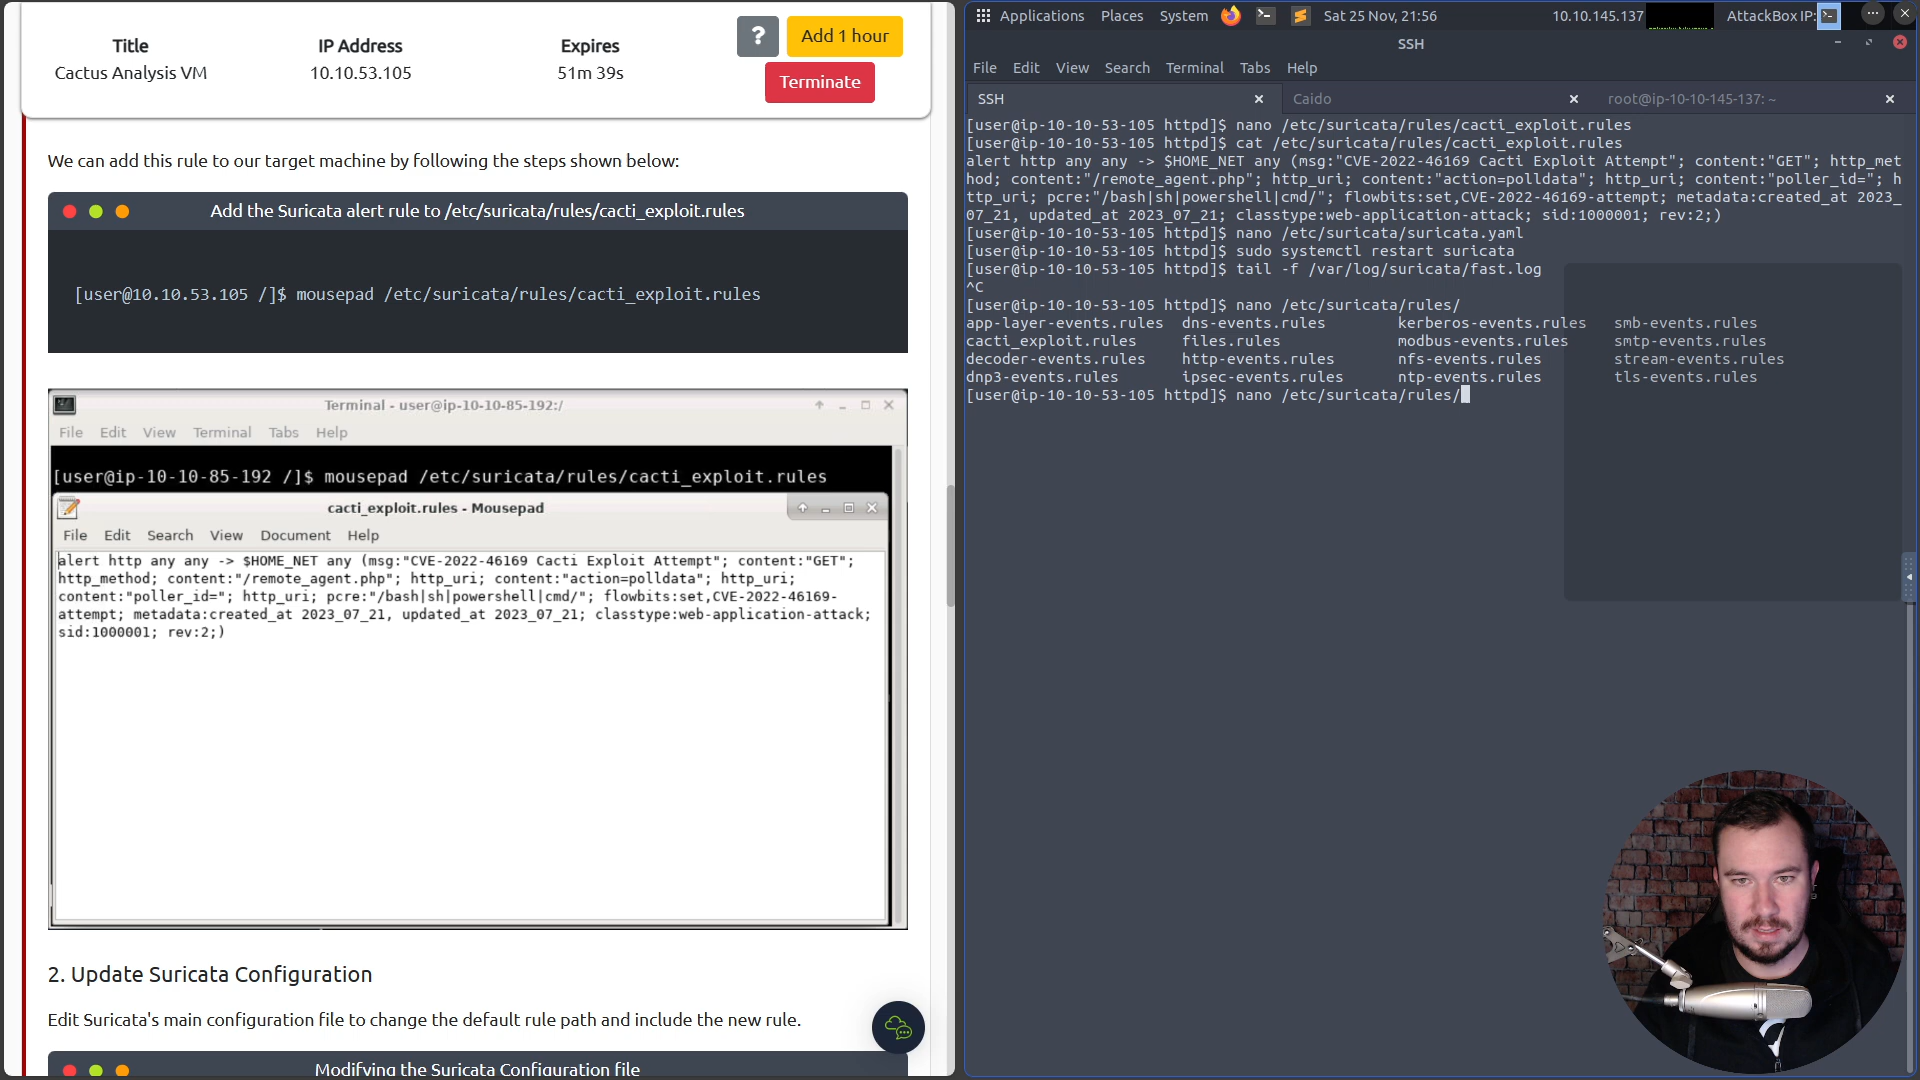 Title
IP Address
Expires
Cactus Analysis VM
10.10.53.105
51m 39s
?
Add 1 hour
Terminate
We can add this rule to our target machine by following the steps shown below:
Add the Suricata alert rule to /etc/suricata/rules/cacti_exploit.rules
[user@10.10.53.105 /]$ mousepad /etc/suricata/rules/cacti_exploit.rules
Terminal - user@ip-10-10-85-192:/
File Edit View Terminal Tabs Help
[user@ip-10-10-85-192 /]$ mousepad /etc/suricata/rules/cacti_exploit.rules
cacti_exploit.rules - Mousepad
File Edit Search View Document Help
alert http any any -> $HOME_NET any (msg:"CVE-2022-46169 Cacti Exploit Attempt"; content:"GET";
http_method; content:"/remote_agent.php"; http_uri; content:"action=polldata"; http_uri;
content:"poller_id="; http_uri; pcre:"/bash|sh|powershell|cmd/"; flowbits:set,CVE-2022-46169-
attempt; metadata:created_at 2023_07_21, updated_at 2023_07_21; classtype:web-application-attack;
sid:1000001; rev:2;)
2. Update Suricata Configuration
Edit Suricata's main configuration file to change the default rule path and include the new rule.
Modifying the Suricata Configuration file
Applications Places System Sat 25 Nov, 21:56 10.10.145.137 AttackBox IP:
SSH
File Edit View Search Terminal Tabs Help
SSH × Caido × root@ip-10-10-145-137: ~ ×
[user@ip-10-10-53-105 httpd]$ nano /etc/suricata/rules/cacti_exploit.rules
[user@ip-10-10-53-105 httpd]$ cat /etc/suricata/rules/cacti_exploit.rules
alert http any any -> $HOME_NET any (msg:"CVE-2022-46169 Cacti Exploit Attempt"; content:"GET"; http_met
hod; content:"/remote_agent.php"; http_uri; content:"action=polldata"; http_uri; content:"poller_id="; h
ttp_uri; pcre:"/bash|sh|powershell|cmd/"; flowbits:set,CVE-2022-46169-attempt; metadata:created_at 2023_
07_21, updated_at 2023_07_21; classtype:web-application-attack; sid:1000001; rev:2;)
[user@ip-10-10-53-105 httpd]$ nano /etc/suricata/suricata.yaml
[user@ip-10-10-53-105 httpd]$ sudo systemctl restart suricata
[user@ip-10-10-53-105 httpd]$ tail -f /var/log/suricata/fast.log
^C
[user@ip-10-10-53-105 httpd]$ nano /etc/suricata/rules/
app-layer-events.rules dns-events.rules kerberos-events.rules smb-events.rules
cacti_exploit.rules files.rules modbus-events.rules smtp-events.rules
decoder-events.rules http-events.rules nfs-events.rules stream-events.rules
dnp3-events.rules ipsec-events.rules ntp-events.rules tls-events.rules
[user@ip-10-10-53-105 httpd]$ nano /etc/suricata/rules/